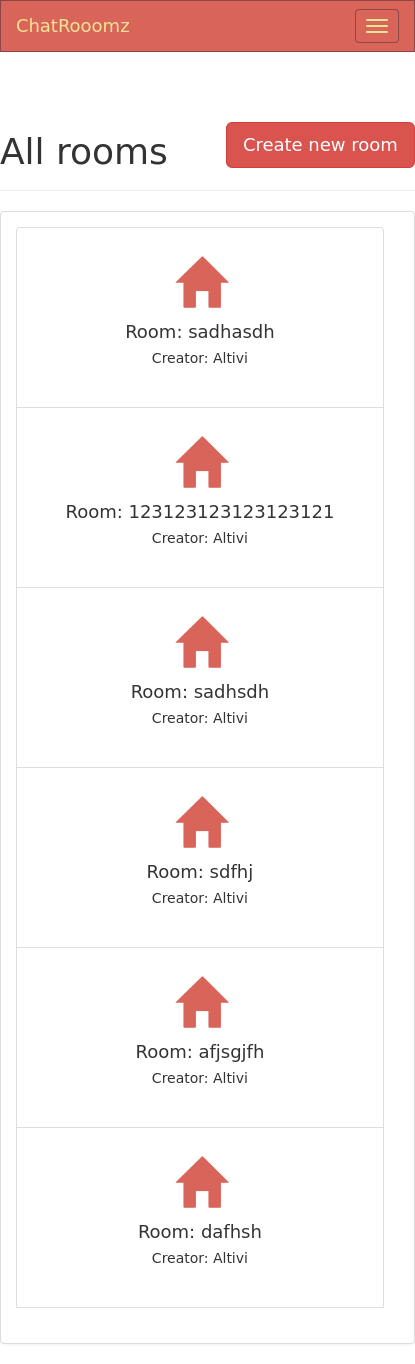 ChatRooomz
All rooms
Create new room
Room: sadhasdh
Creator: Altivi
Room: 123123123123123121
Creator: Altivi
Room: sadhsdh
Creator: Altivi
Room: sdfhj
Creator: Altivi
Room: afjsgjfh
Creator: Altivi
Room: dafhsh
Creator: Altivi